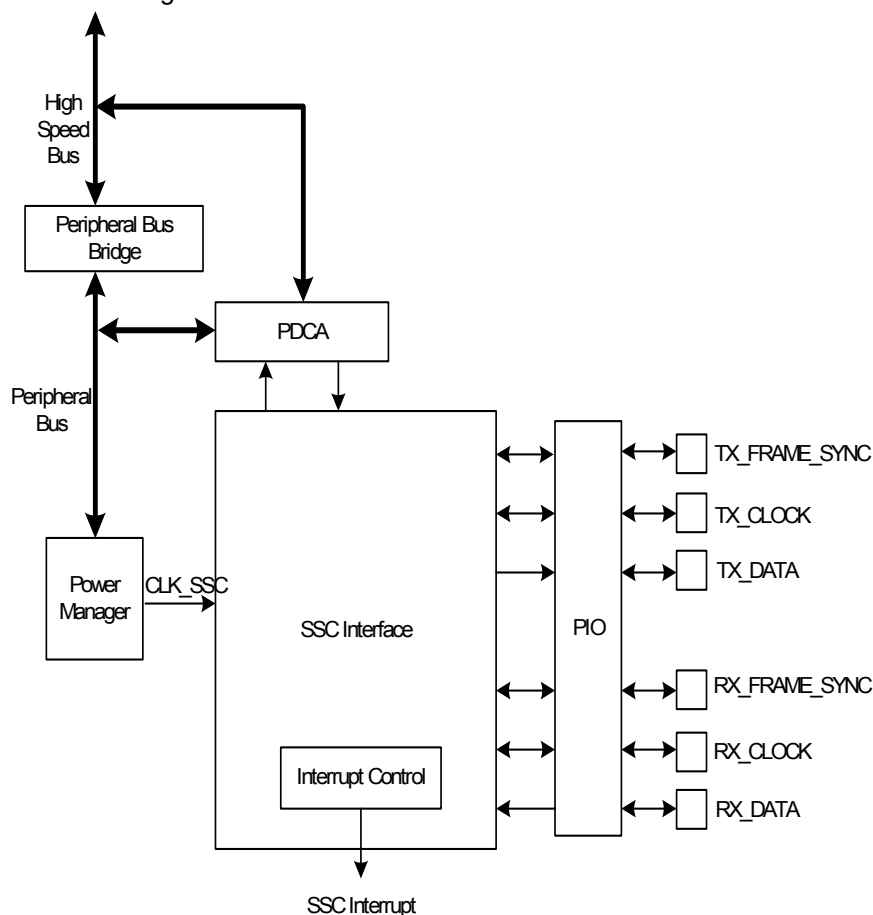 High
Speed
Bus
Peripheral Bus
Bridge
PDCA
Peripheral
Bus
TX_FRAME_SYNC
TX_CLOCK
TX_DATA
Power
Manager
CLK_SSC
SSC Interface
PIO
RX_FRAME_SYNC
RX_CLOCK
RX_DATA
Interrupt Control
SSC Interrupt